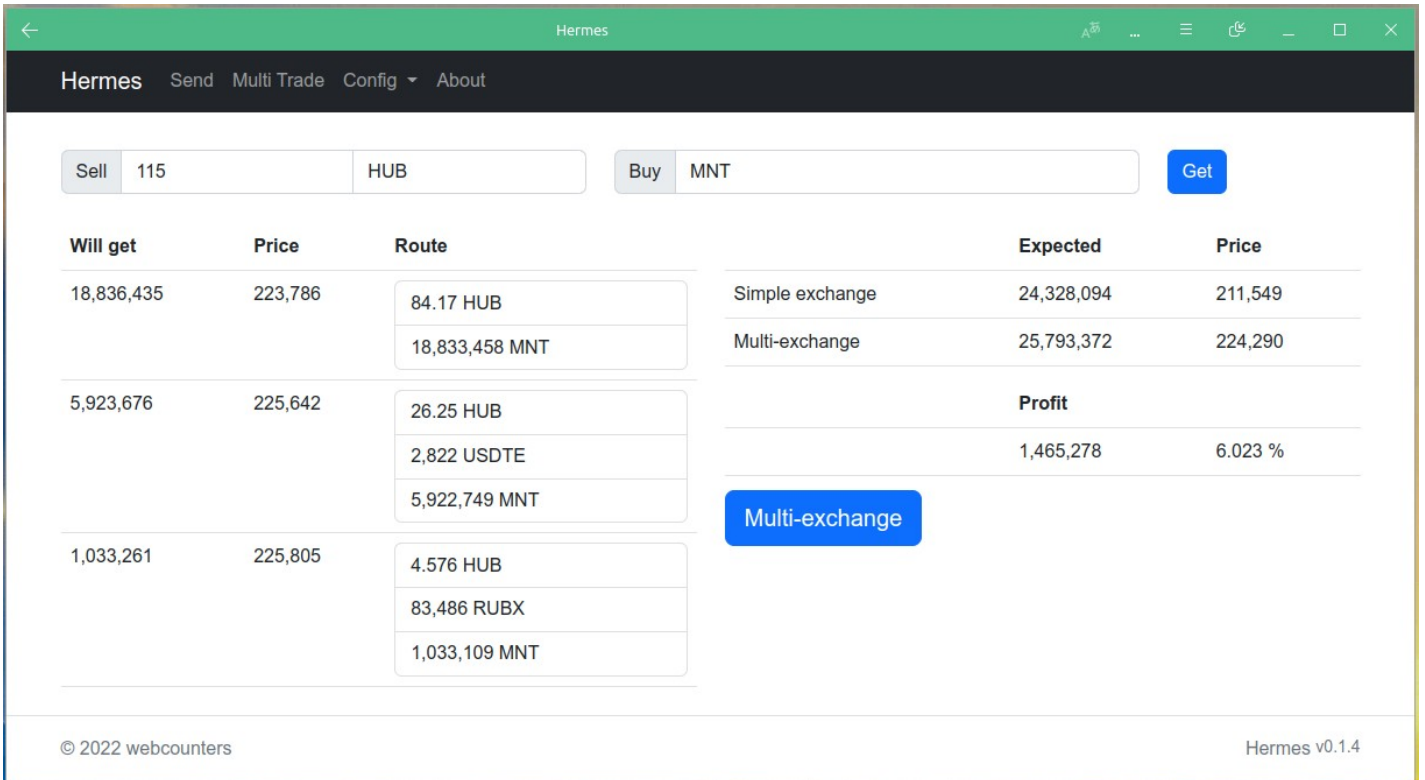 Hermes
Hermes Send Multi Trade Config About
Sell 115 HUB Buy MNT Get
Will get Price Route
18,836,435 223,786 84.17 HUB
18,833,458 MNT
5,923,676 225,642 26.25 HUB
2,822 USDTE
5,922,749 MNT
1,033,261 225,805 4.576 HUB
83,486 RUBX
1,033,109 MNT
Expected Price
Simple exchange 24,328,094 211,549
Multi-exchange 25,793,372 224,290
Profit
1,465,278 6.023 %
Multi-exchange
© 2022 webcounters
Hermes v0.1.4